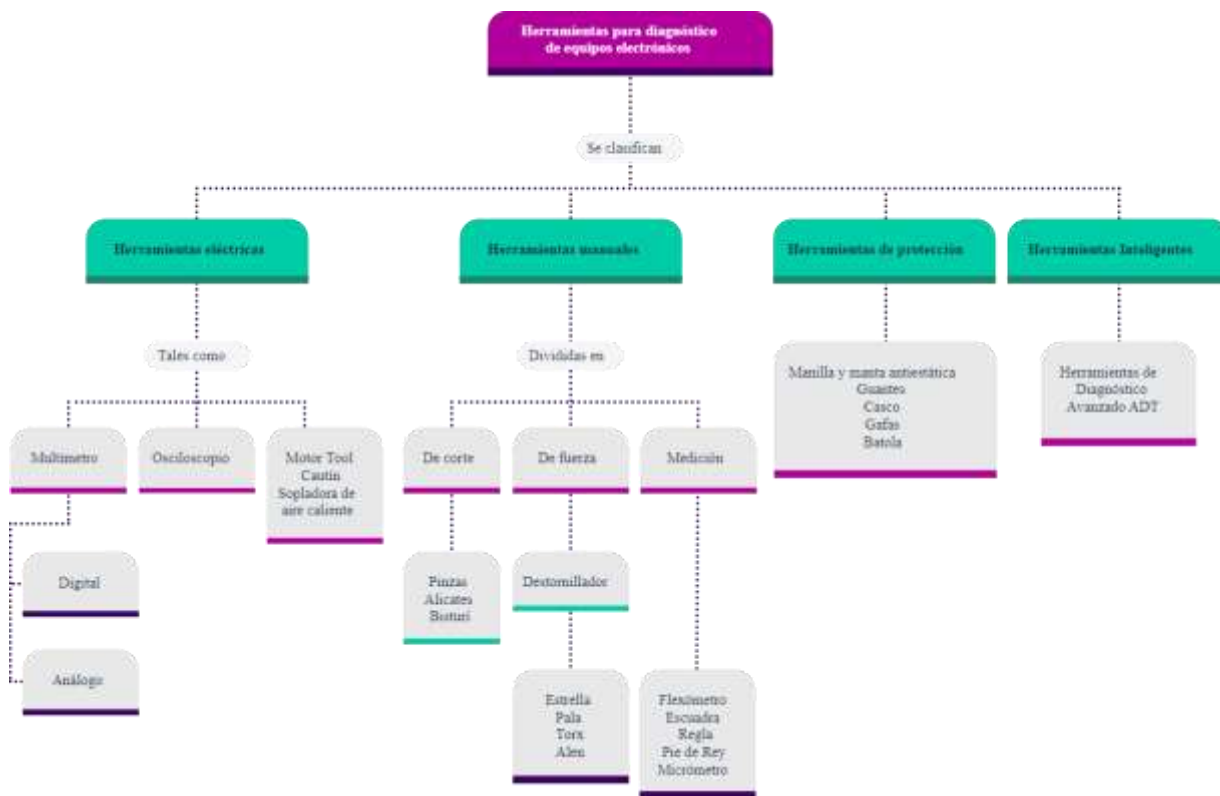 Herramientas para diagnóstico
de equipos electrónicos
Se clasifican
Herramientas eléctricas
Herramientas manuales
Herramientas de protección
Herramientas Inteligentes
Tales como
Divididas en
Manilla y manta antiestática
Guantes
Casco
Gafas
Batola
Herramientas de
Diagnóstico
Avanzado ADT
Multímetro
Osciloscopio
Motor Tool
Cautín
Sopladora de
aire caliente
De corte
De fuerza
Medición
Digital
Análogo
Pinzas
Alicates
Bisturí
Destornillador
Estrella
Pala
Torx
Alen
Flexómetro
Escuadra
Regla
Pie de Rey
Micrómetro